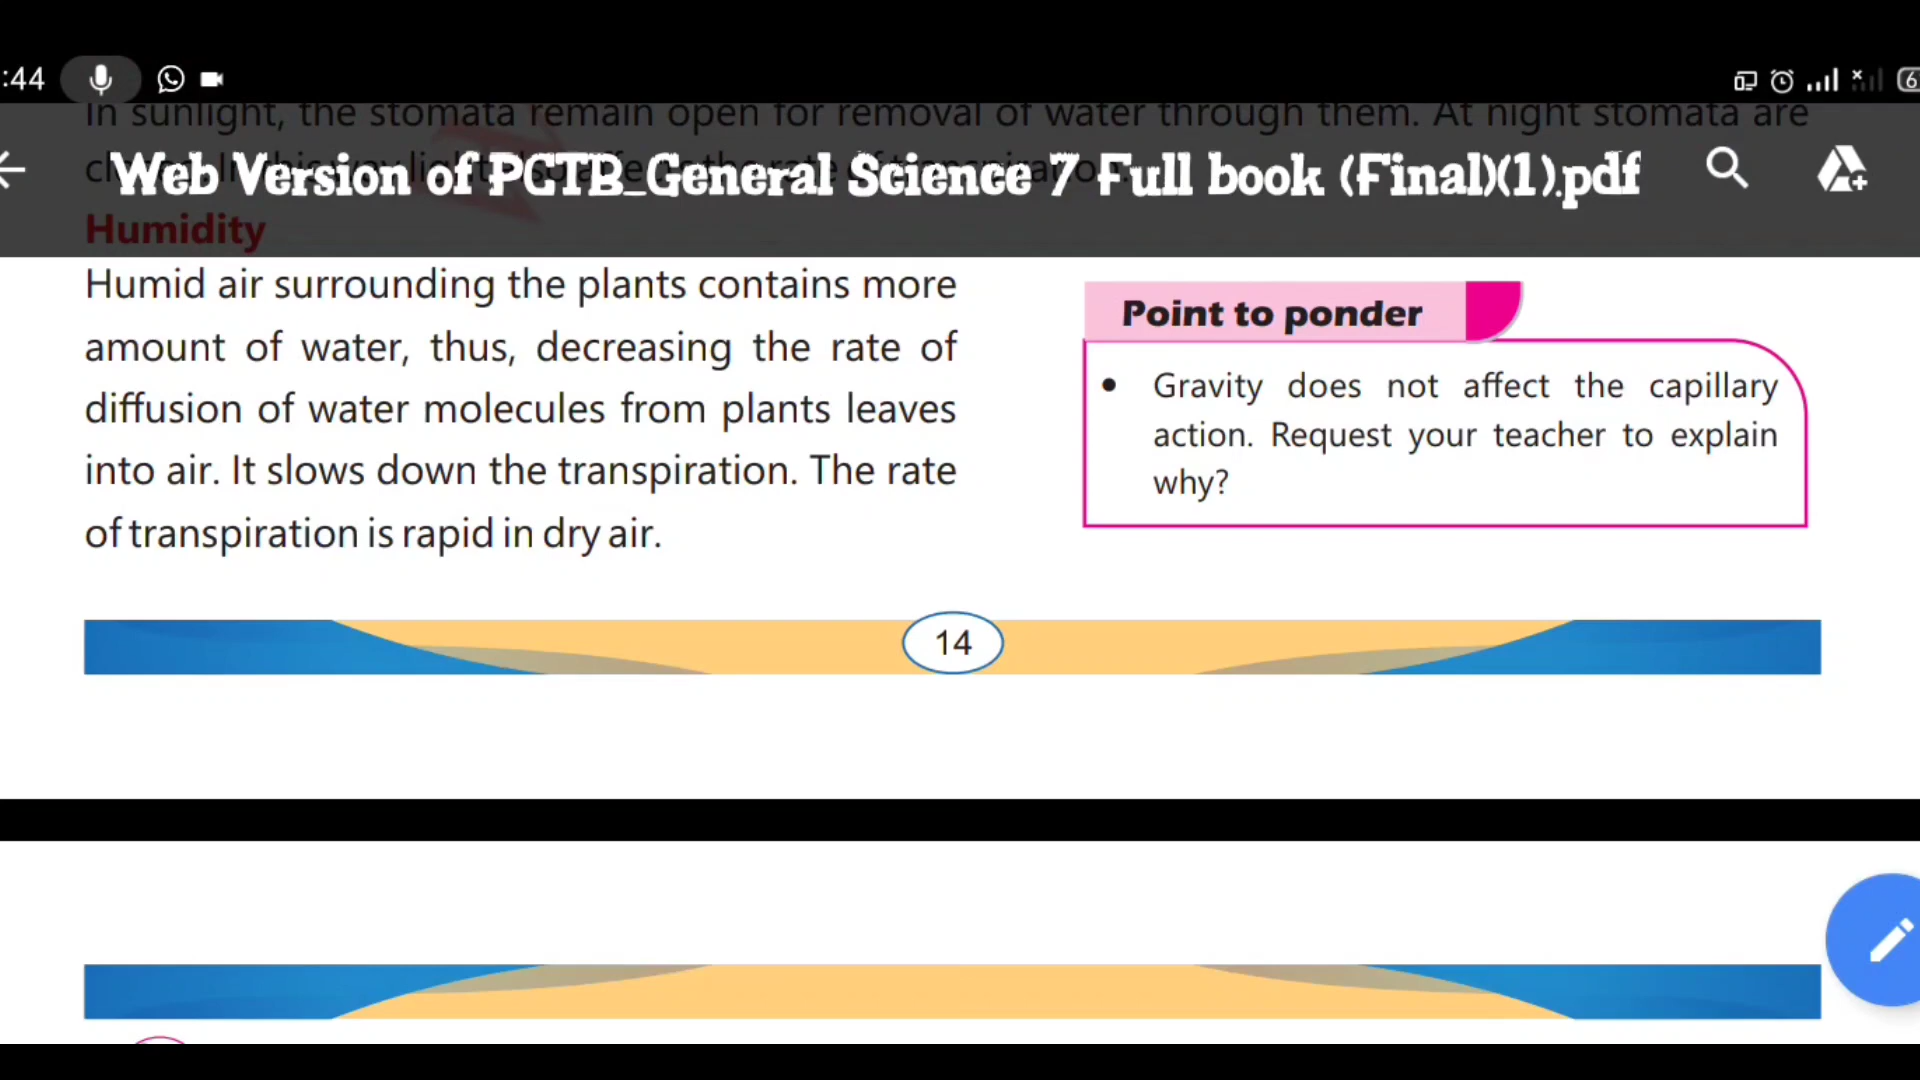 :44
6
In sunlight, the stomata remain open for removal of water through them. At night stomata are
Web Version of PCTB_General Science 7 Full book (Final)(1).pdf
Humidity
Humid air surrounding the plants contains more
amount of water, thus, decreasing the rate of
diffusion of water molecules from plants leaves
into air. It slows down the transpiration. The rate
of transpiration is rapid in dry air.
Point to ponder
• Gravity does not affect the capillary
action. Request your teacher to explain
why?
14